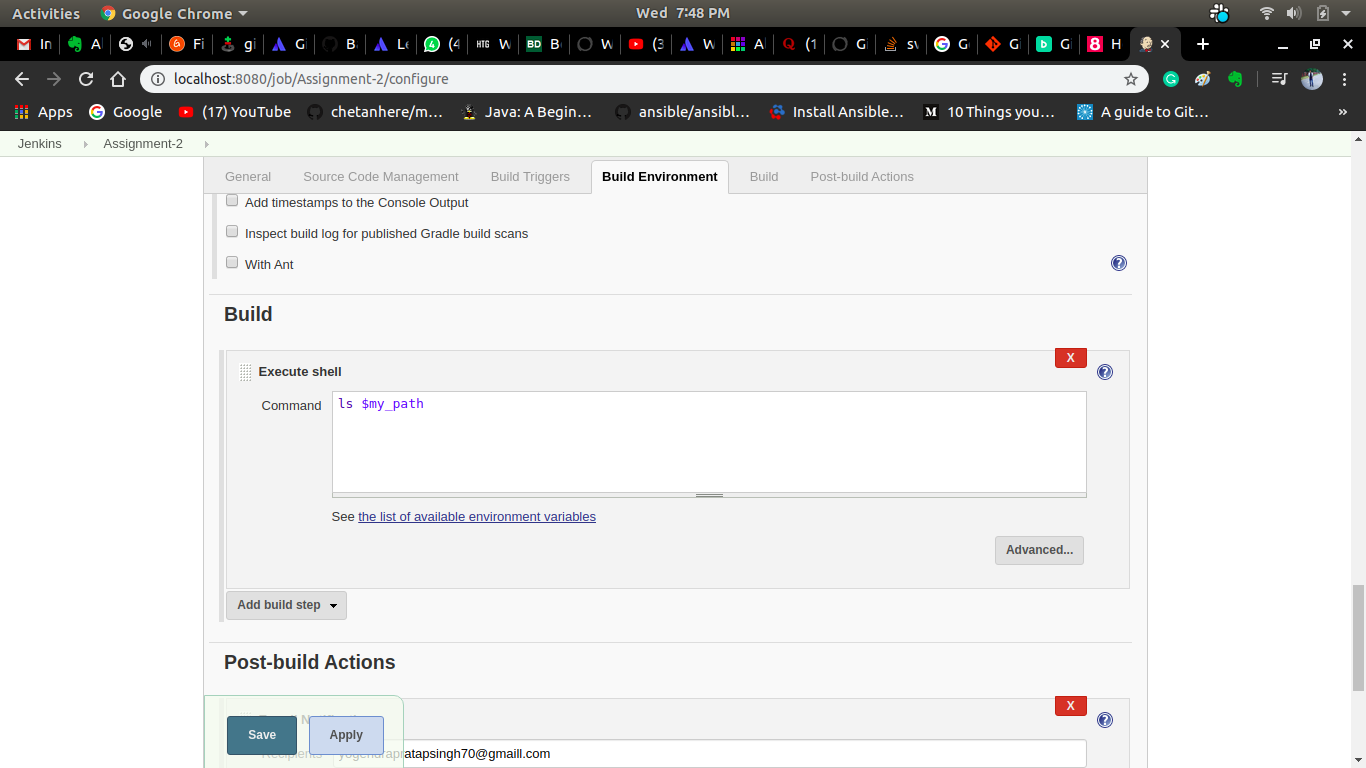 Activities Google Chrome Wed 7:48 PM
In A Fi gi G B Le (4 W B W (3 W A (1 G sv G G G H
localhost:8080/job/Assignment-2/configure
Apps Google (17) YouTube chetanhere/m... Java: A Begin... ansible/ansibl... Install Ansible... 10 Things you... A guide to Git... »
Jenkins Assignment-2
General Source Code Management Build Triggers Build Environment Build Post-build Actions
Add timestamps to the Console Output
Inspect build log for published Gradle build scans
With Ant
Build
X
Execute shell
Command ls $my_path
See the list of available environment variables
Advanced...
Add build step
Post-build Actions
X
Save Apply
Recipients yogendrapratapsingh70@gmaill.com